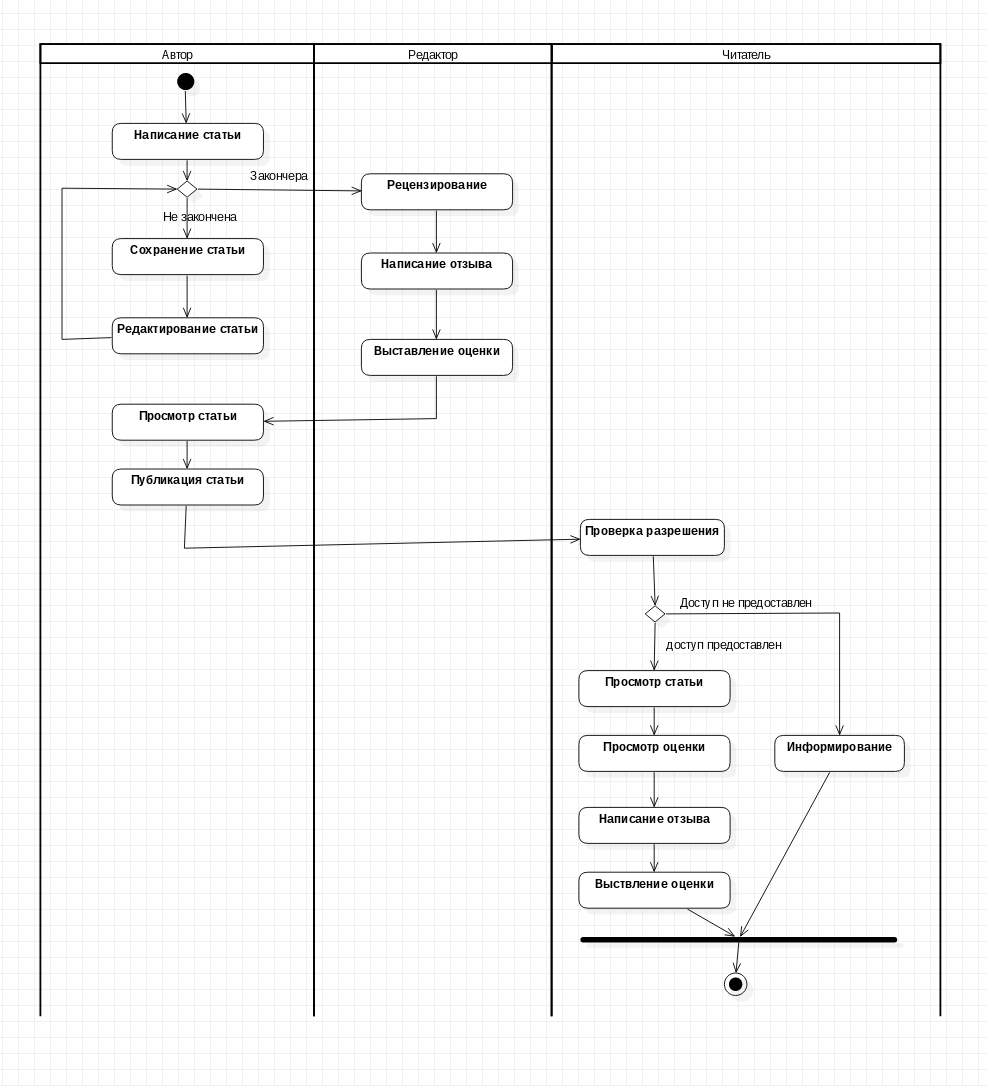 Автор
Редактор
Читатель
Написание статьи
Закончера
Рецензирование
Не закончена
Сохранение статьи
Написание отзыва
Редактирование статьи
Выставление оценки
Просмотр статьи
Публикация статьи
Проверка разрешения
Доступ не предоставлен
доступ предоставлен
Просмотр статьи
Просмотр оценки
Информирование
Написание отзыва
Выствление оценки